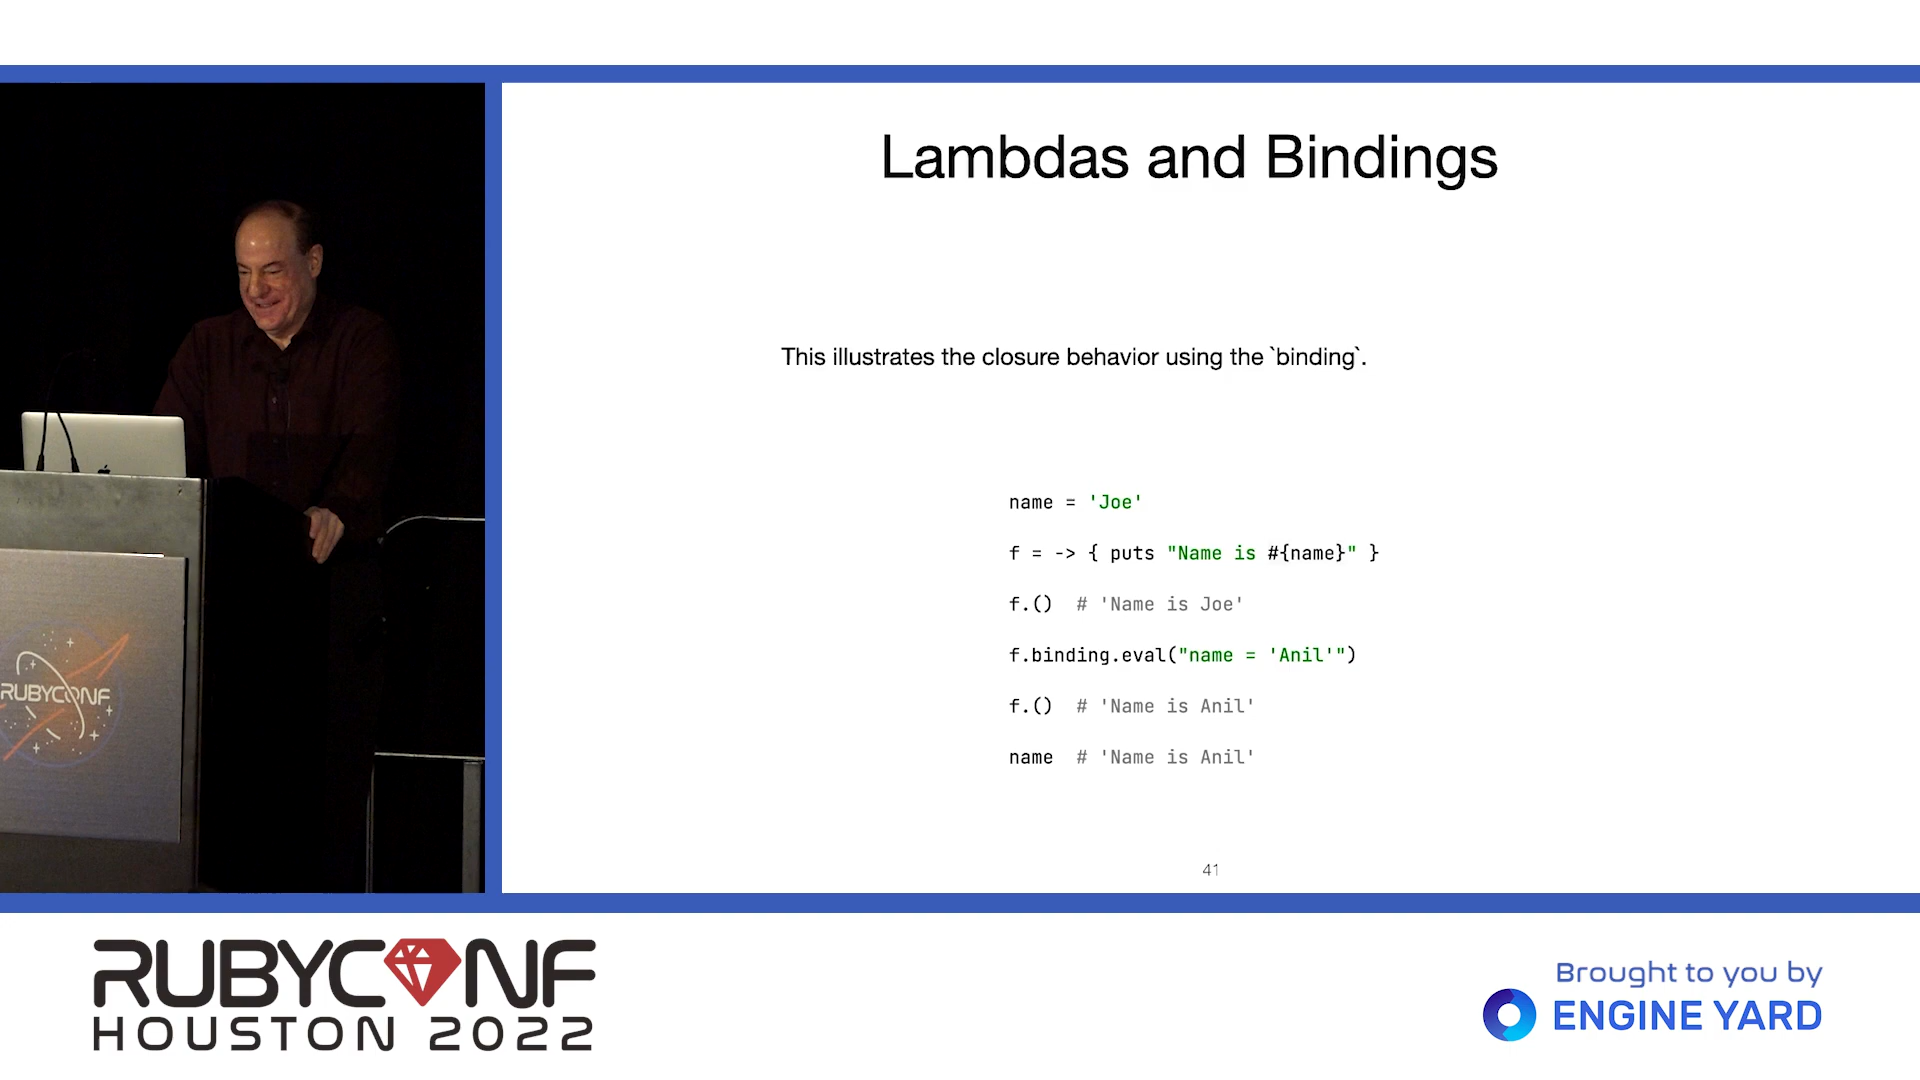 Lambdas and Bindings
This illustrates the closure behavior using the `binding`.
name = 'Joe'
f = -> { puts "Name is #{name}" }
f.() # 'Name is Joe'
f.binding.eval("name = 'Anil'")
f.() # 'Name is Anil'
name # 'Name is Anil'
41
RUBYCONF
RUBYCONF
HOUSTON 2022
Brought to you by
ENGINE YARD